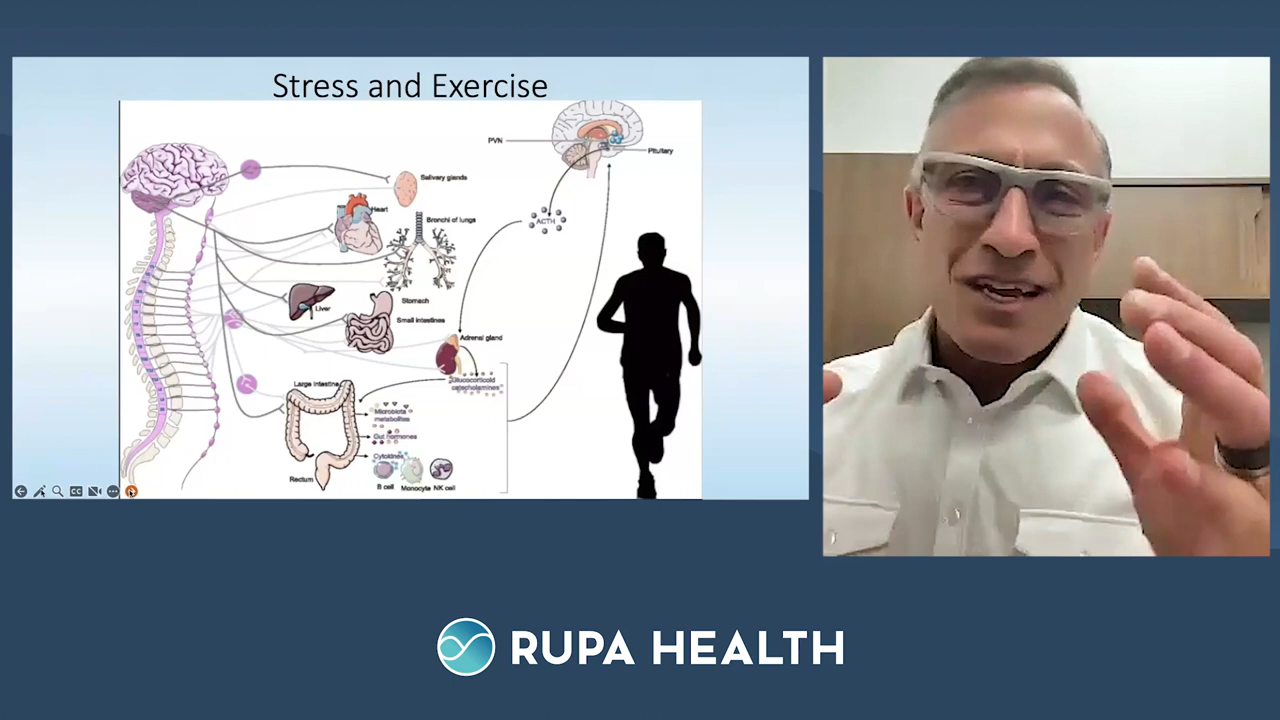 Stress and Exercise
PVN
Pituitary
Salivary glands
Heart
Bronchi of lungs
ACTH
Liver
Stomach
Small intestines
Adrenal gland
Glucocorticoid
catecholamines
Large intestine
Microbiota
metabolites
Gut hormones
Cytokines
Rectum
B cell
Monocyte
NK cell
CC
RUPA HEALTH